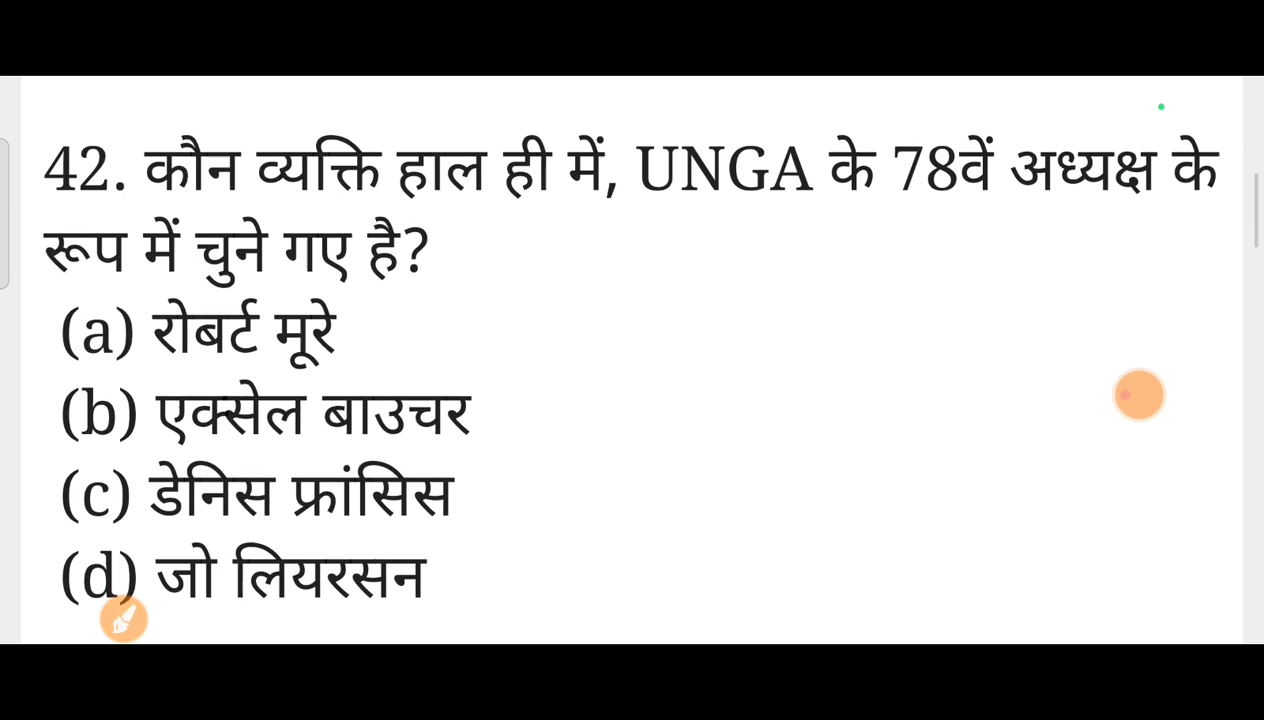 42. कौन व्यक्ति हाल ही में, UNGA के 78वें अध्यक्ष के
रूप में चुने गए है?
(a) रोबर्ट मूरे
(b) एक्सेल बाउचर
(c) डेनिस फ्रांसिस
(d) जो लियरसन